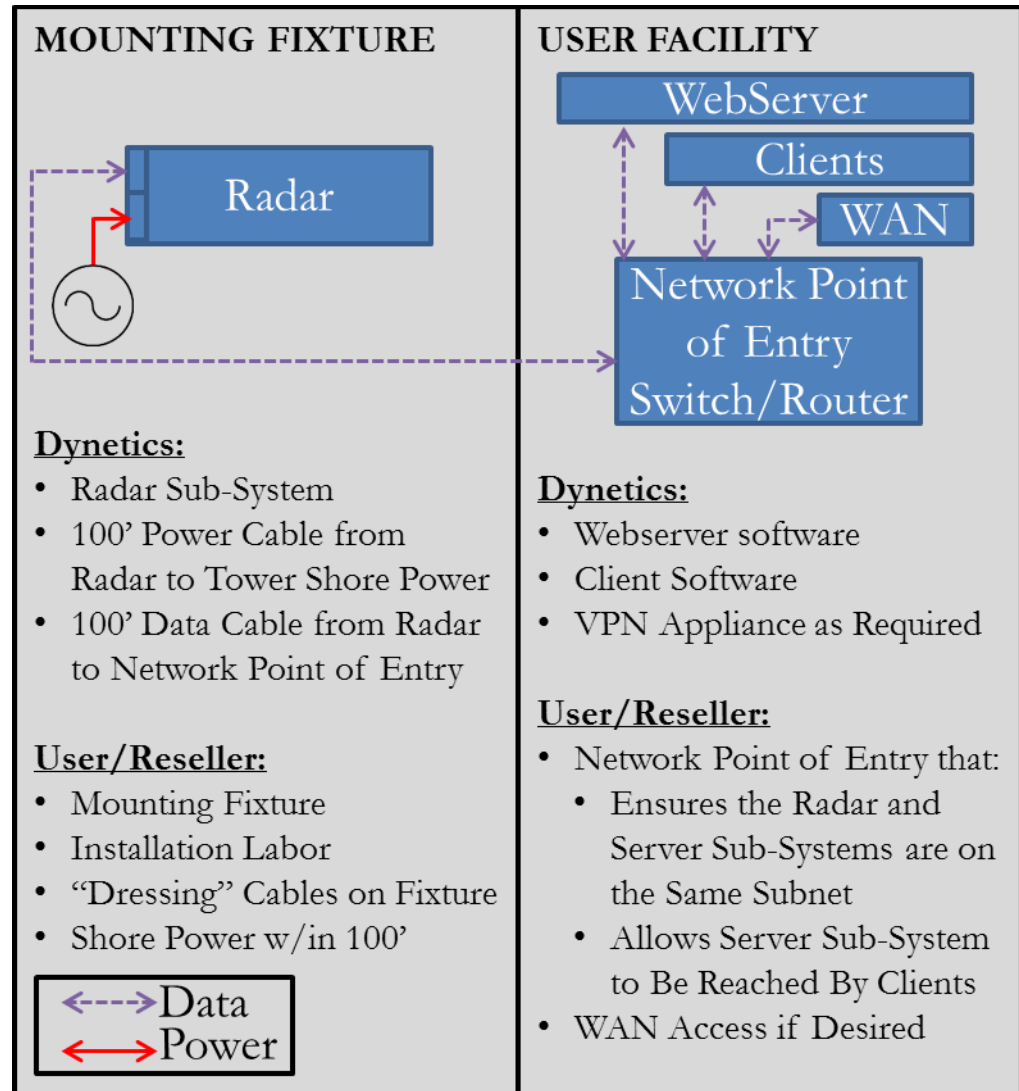 MOUNTING FIXTURE
Radar
Dynetics:
• Radar Sub-System
• 100’ Power Cable from
Radar to Tower Shore Power
• 100’ Data Cable from Radar
to Network Point of Entry
User/Reseller:
• Mounting Fixture
• Installation Labor
• “Dressing” Cables on Fixture
• Shore Power w/in 100’
Data
Power
USER FACILITY
WebServer
Clients
WAN
Network Point
of Entry
Switch/Router
Dynetics:
• Webserver software
• Client Software
• VPN Appliance as Required
User/Reseller:
• Network Point of Entry that:
• Ensures the Radar and
Server Sub-Systems are on
the Same Subnet
• Allows Server Sub-System
to Be Reached By Clients
• WAN Access if Desired